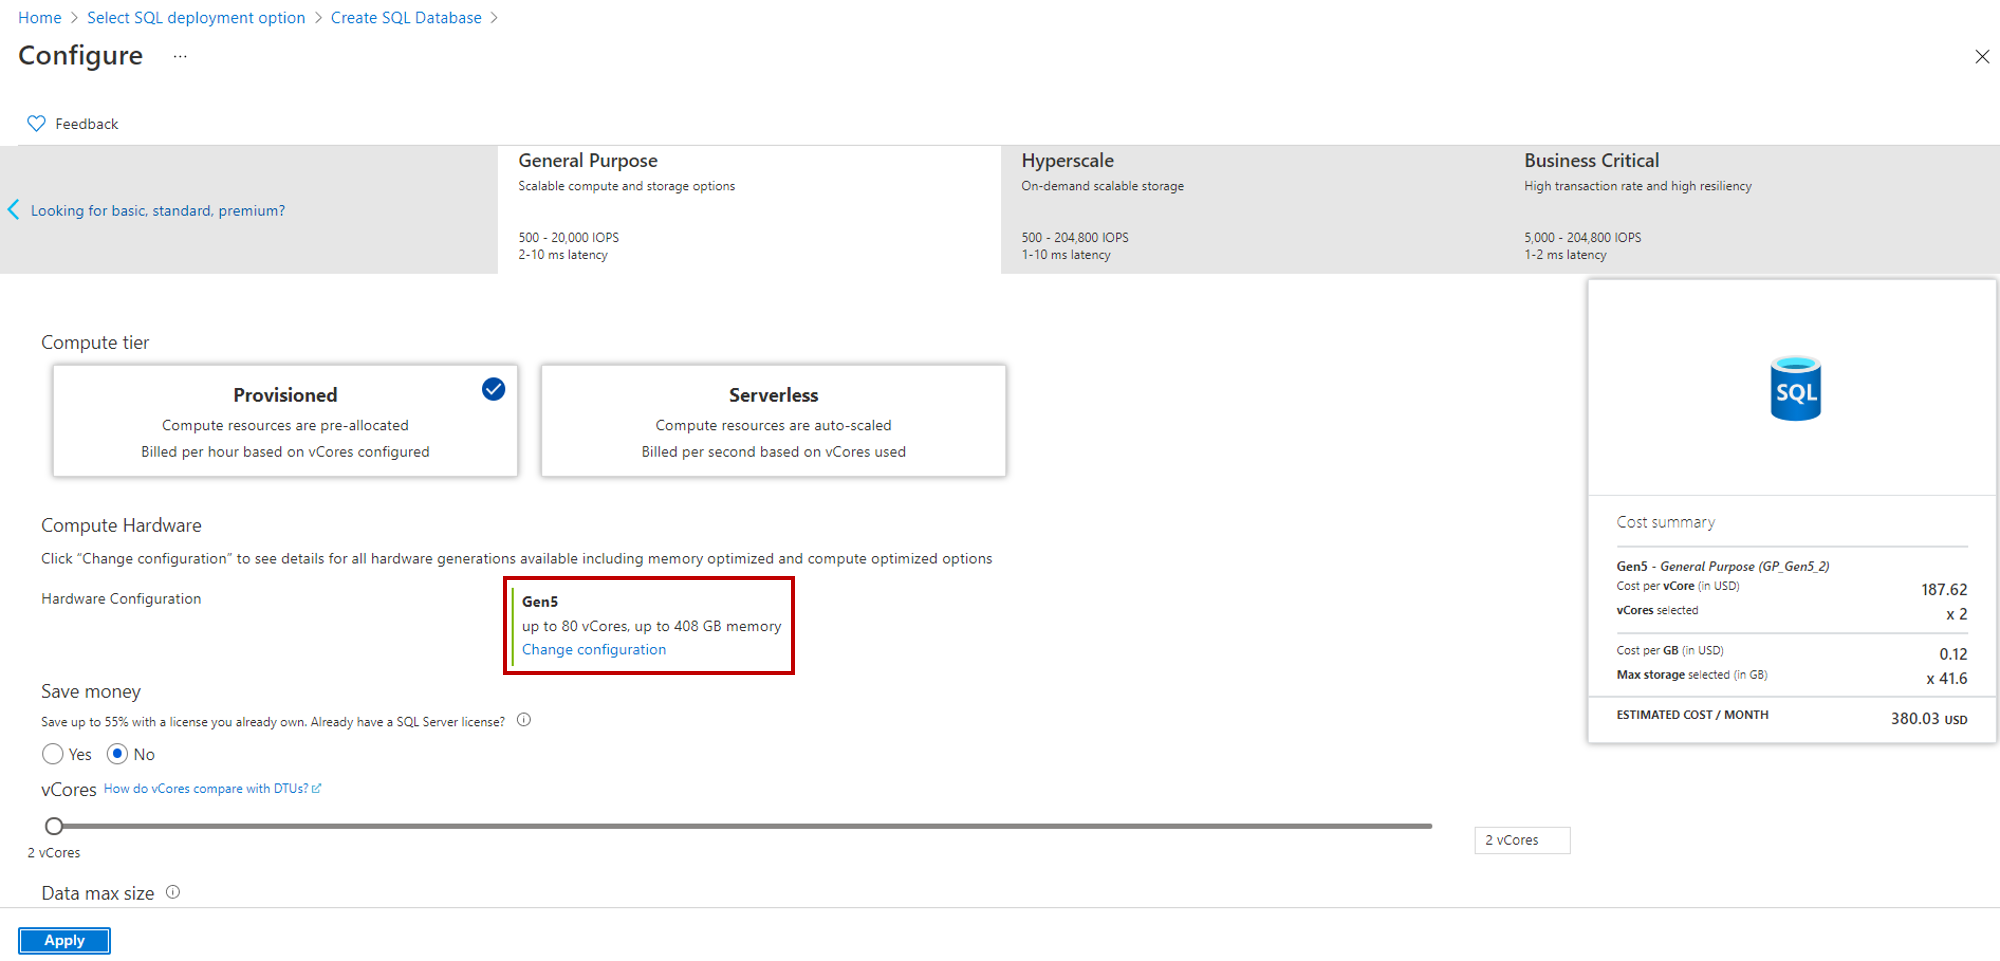 Home > Select SQL deployment option > Create SQL Database >
Configure ...
Feedback
Looking for basic, standard, premium?
General Purpose
Scalable compute and storage options
500 - 20,000 IOPS
2-10 ms latency
Hyperscale
On-demand scalable storage
500 - 204,800 IOPS
1-10 ms latency
Business Critical
High transaction rate and high resiliency
5,000 - 204,800 IOPS
1-2 ms latency
Compute tier
Provisioned
Compute resources are pre-allocated
Billed per hour based on vCores configured
Serverless
Compute resources are auto-scaled
Billed per second based on vCores used
Compute Hardware
Click “Change configuration” to see details for all hardware generations available including memory optimized and compute optimized options
Hardware Configuration
Gen5
up to 80 vCores, up to 408 GB memory
Change configuration
Save money
Save up to 55% with a license you already own. Already have a SQL Server license?
Yes No
vCores How do vCores compare with DTUs?
2 vCores
2 vCores
Data max size
Apply
SQL
Cost summary
Gen5 - General Purpose (GP_Gen5_2)
Cost per vCore (in USD) 187.62
vCores selected x 2
Cost per GB (in USD) 0.12
Max storage selected (in GB) x 41.6
ESTIMATED COST / MONTH 380.03 USD